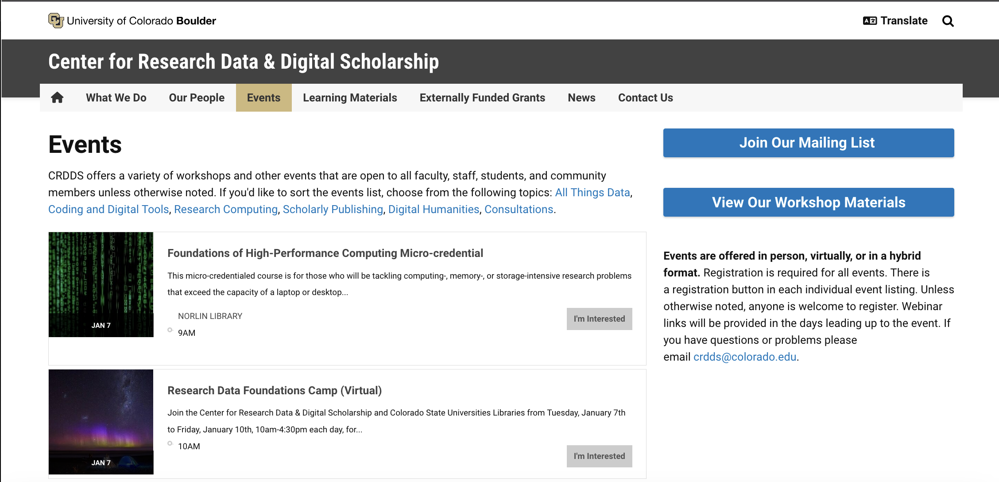 University of Colorado Boulder
Translate
Center for Research Data & Digital Scholarship
What We Do Our People Events Learning Materials Externally Funded Grants News Contact Us
Events
CRDDS offers a variety of workshops and other events that are open to all faculty, staff, students, and community
members unless otherwise noted. If you'd like to sort the events list, choose from the following topics: All Things Data,
Coding and Digital Tools, Research Computing, Scholarly Publishing, Digital Humanities, Consultations.
Foundations of High-Performance Computing Micro-credential
This micro-credentialed course is for those who will be tackling computing-, memory-, or storage-intensive research problems
that exceed the capacity of a laptop or desktop...
NORLIN LIBRARY
9AM
JAN 7
I'm Interested
Research Data Foundations Camp (Virtual)
Join the Center for Research Data & Digital Scholarship and Colorado State Universities Libraries from Tuesday, January 7th
to Friday, January 10th, 10am-4:30pm each day, for...
10AM
JAN 7
I'm Interested
Join Our Mailing List
View Our Workshop Materials
Events are offered in person, virtually, or in a hybrid
format. Registration is required for all events. There is
a registration button in each individual event listing. Unless
otherwise noted, anyone is welcome to register. Webinar
links will be provided in the days leading up to the event. If
you have questions or problems please
email crdds@colorado.edu.